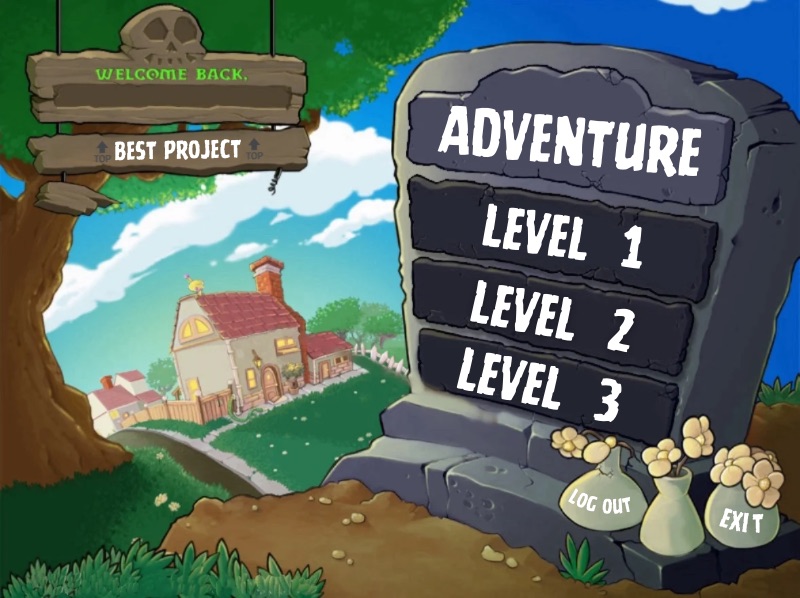 WELCOME BACK,
TOP BEST PROJECT TOP
ADVENTURE
LEVEL 1
LEVEL 2
LEVEL 3
LOG OUT
EXIT